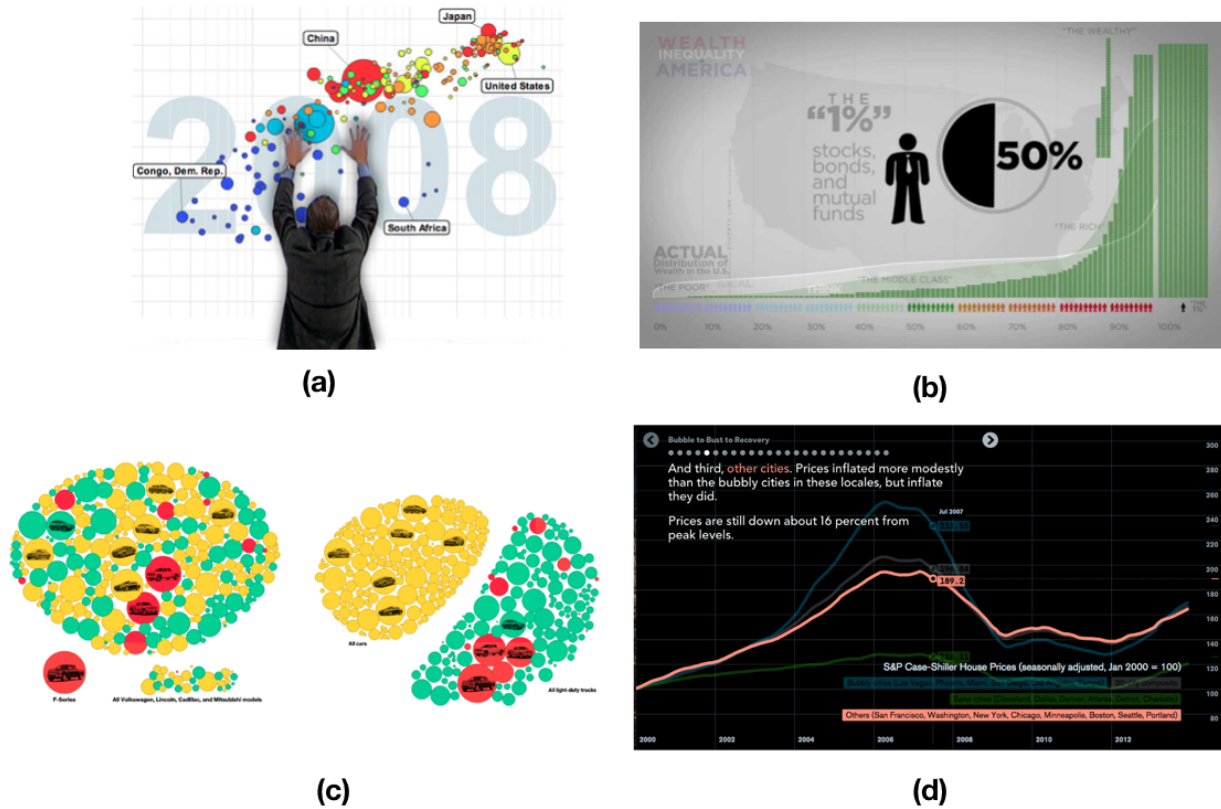 Japan
China
United States
2008
Congo, Dem. Rep.
South Africa
(a)
WEALTH
INEQUALITY
AMERICA
"THE WEALTHY"
THE
"1%"
stocks,
bonds,
and
mutual
funds
50%
"THE RICH"
ACTUAL
Distribution of
Wealth in the U.S.
"THE MIDDLE CLASS"
"THE POOR" IDEAL
THINK
"THE
1%"
0% 10% 20% 30% 40% 50% 60% 70% 80% 90% 100%
(b)
F-Series
All Volkswagen, Lincoln, Cadillac, and Mitsubishi models
All cars
All light-duty trucks
(c)
Bubble to Bust to Recovery
And third, other cities. Prices inflated more modestly
than the bubbly cities in these locales, but inflate
they did.
Prices are still down about 16 percent from
peak levels.
Jul 2007
189.2
S&P Case-Shiller House Prices (seasonally adjusted, Jan 2000 = 100)
Others (San Francisco, Washington, New York, Chicago, Minneapolis, Boston, Seattle, Portland)
300
280
260
240
220
200
180
160
140
120
100
80
2000 2002 2004 2006 2008 2010 2012
(d)